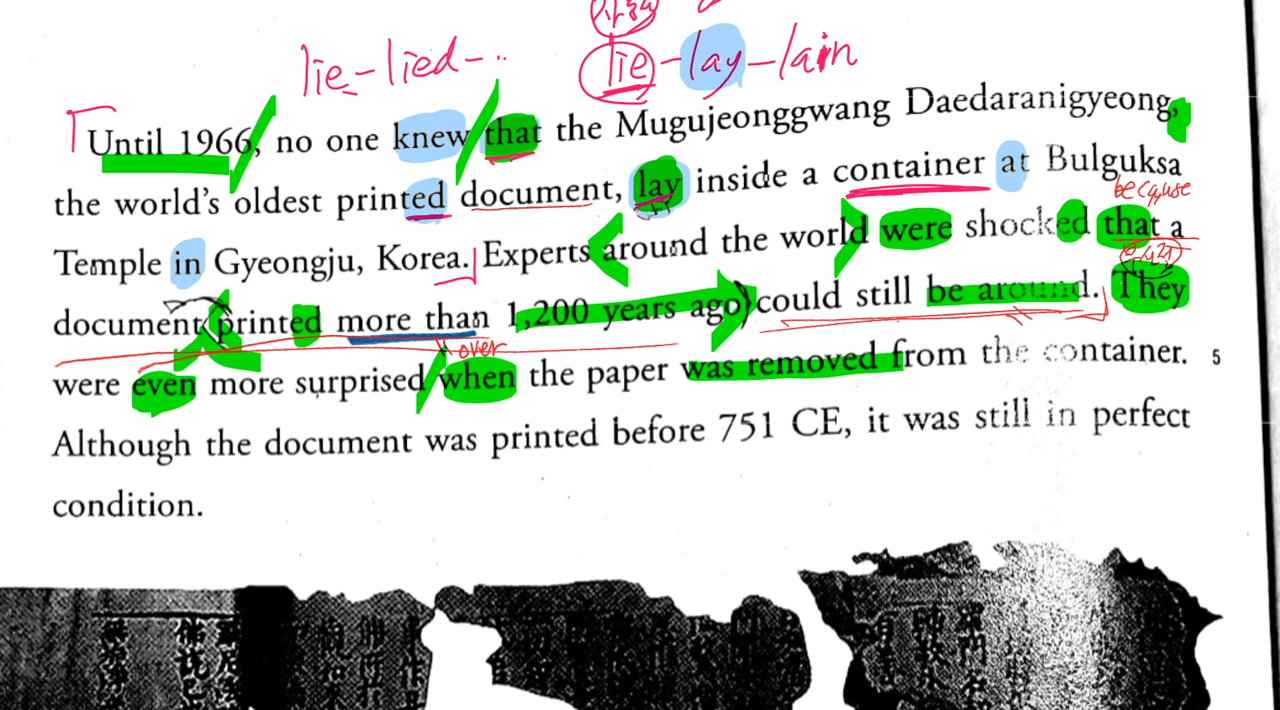 lie-lied-..
lie-lay-lain
Until 1966, no one knew that the Mugujeonggwang Daedaranigyeong,
the world's oldest printed document, lay inside a container at Bulguksa
because
Temple in Gyeongju, Korea. Experts around the world were shocked that a
document printed more than 1,200 years ago could still be around. They
over
were even more surprised when the paper was removed from the container. 5
Although the document was printed before 751 CE, it was still in perfect
condition.